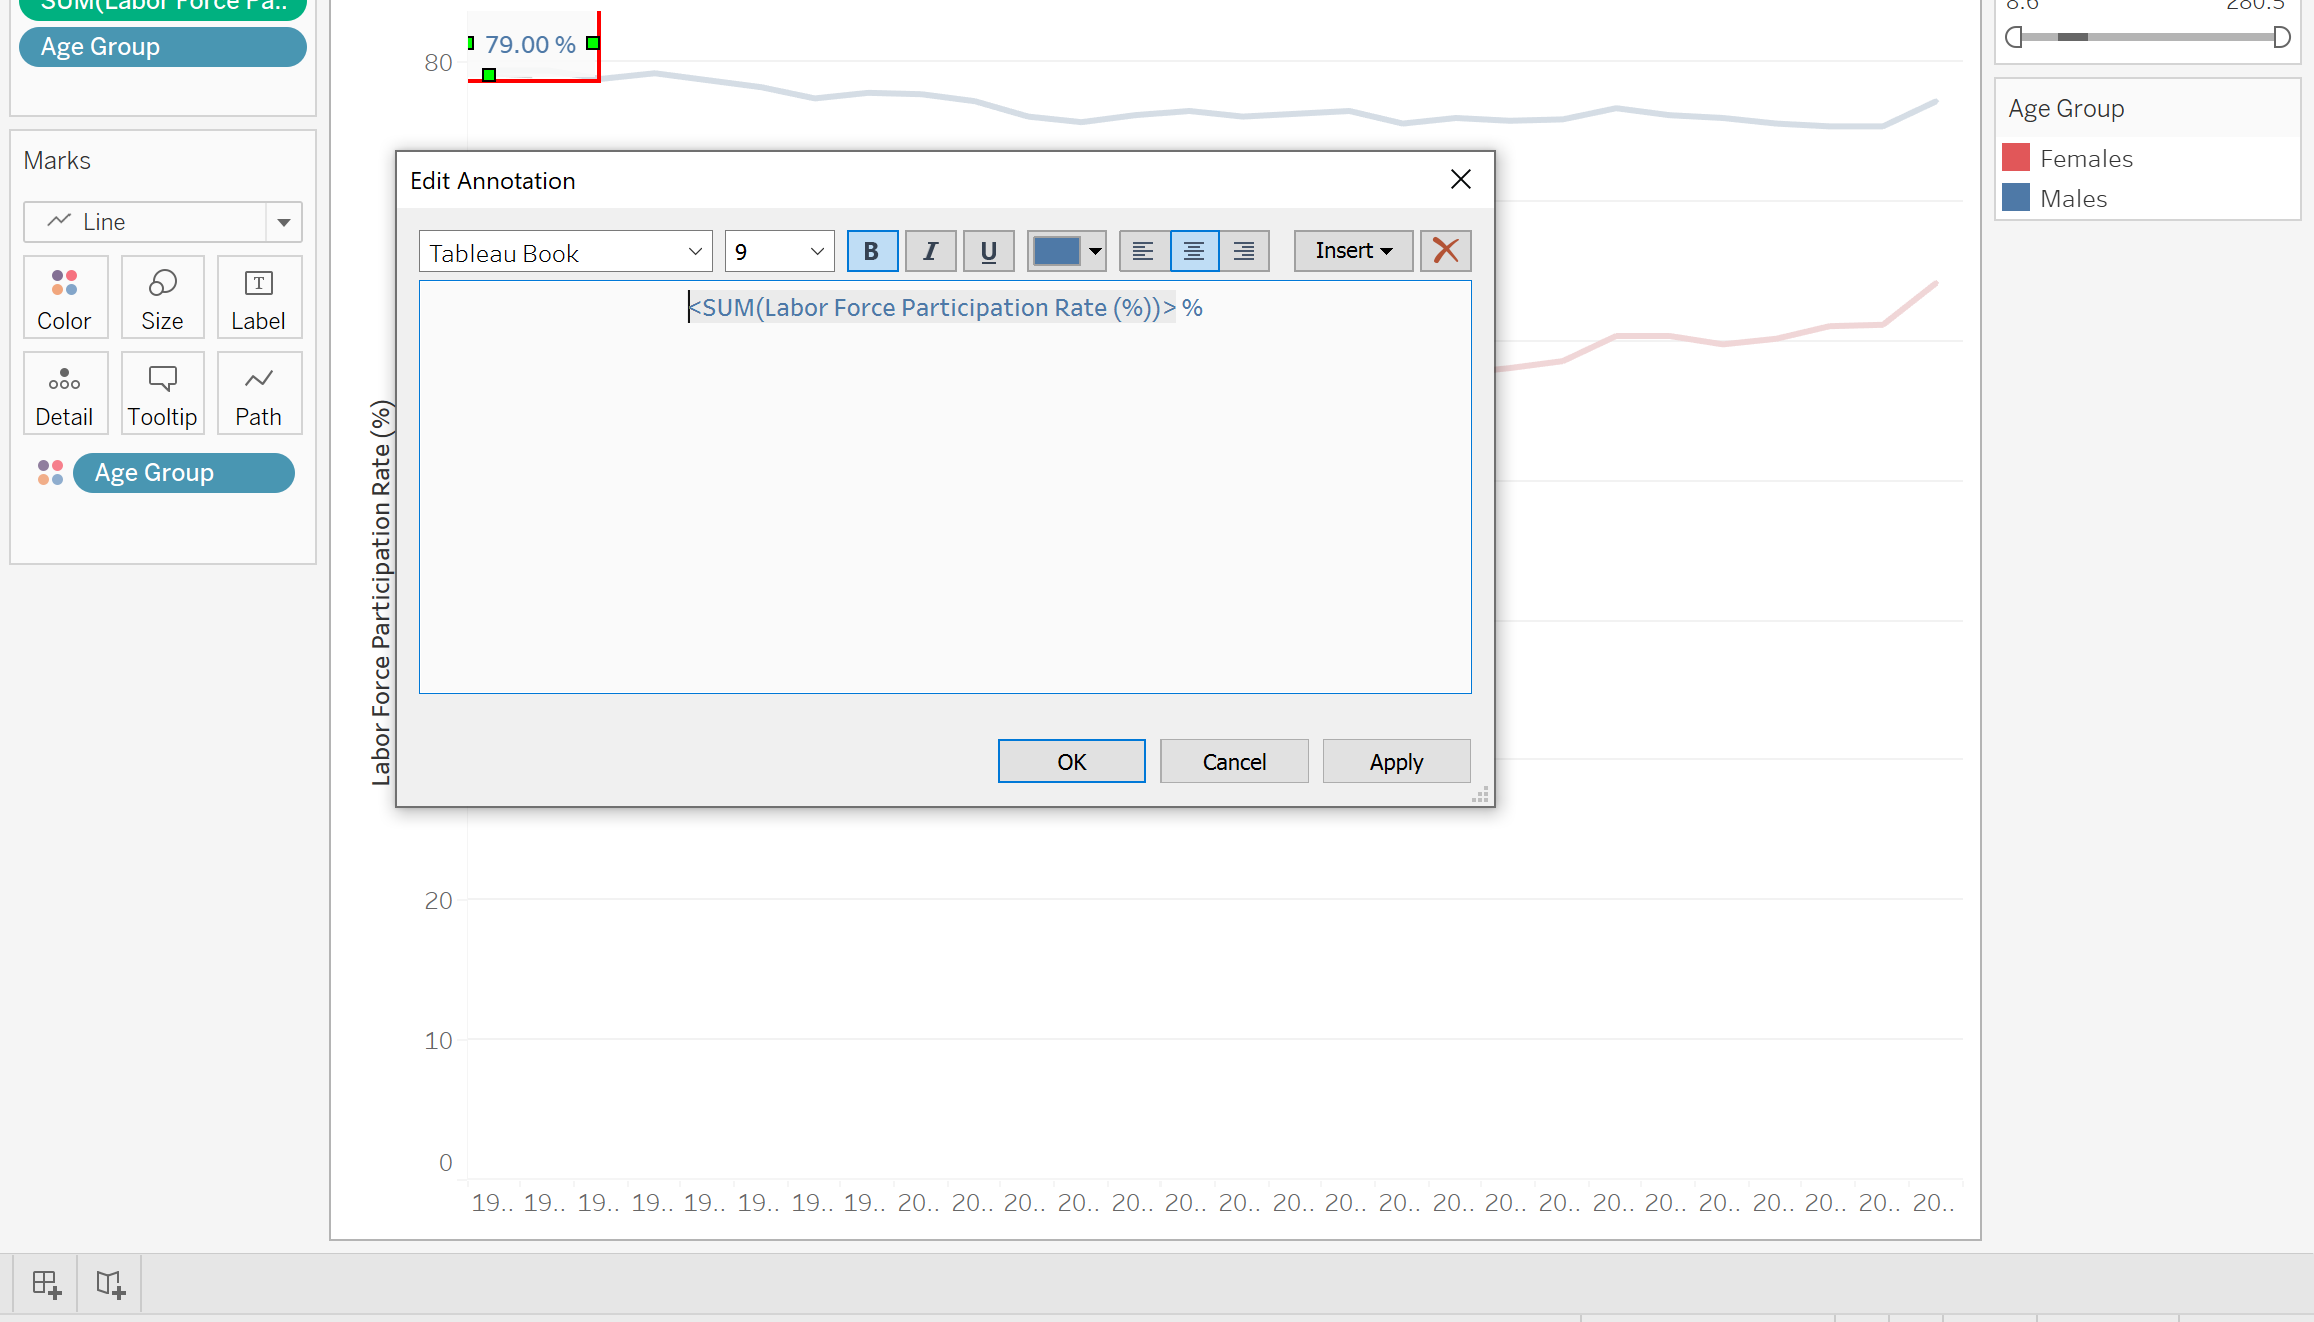 SUM(Labor Force Pa..
Age Group
Marks
Line
Color
Size
Label
Detail
Tooltip
Path
Age Group
79.00 %
80
Labor Force Participation Rate (%)
20
10
0
19.. 19.. 19.. 19.. 19.. 19.. 19.. 19.. 20.. 20.. 20.. 20.. 20.. 20.. 20.. 20.. 20.. 20.. 20.. 20.. 20.. 20.. 20.. 20.. 20.. 20.. 20.. 20..
Edit Annotation
Tableau Book
9
B I U
Insert
<SUM(Labor Force Participation Rate (%))> %
OK
Cancel
Apply
8.6 280.5
Age Group
Females
Males